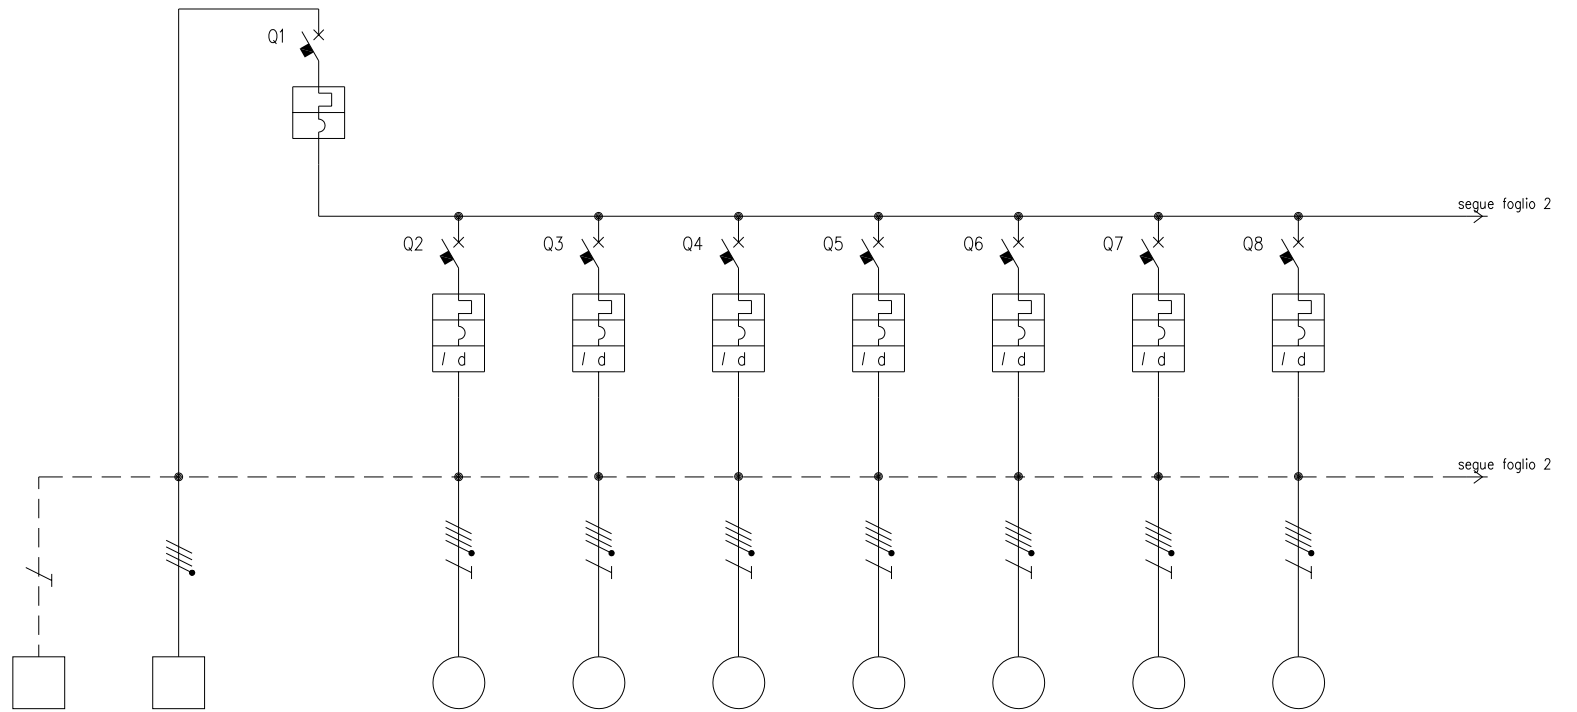 Q1
segue foglio 2
Q2 Q3 Q4 Q5 Q6 Q7 Q8
I d I d I d I d I d I d I d
segue foglio 2